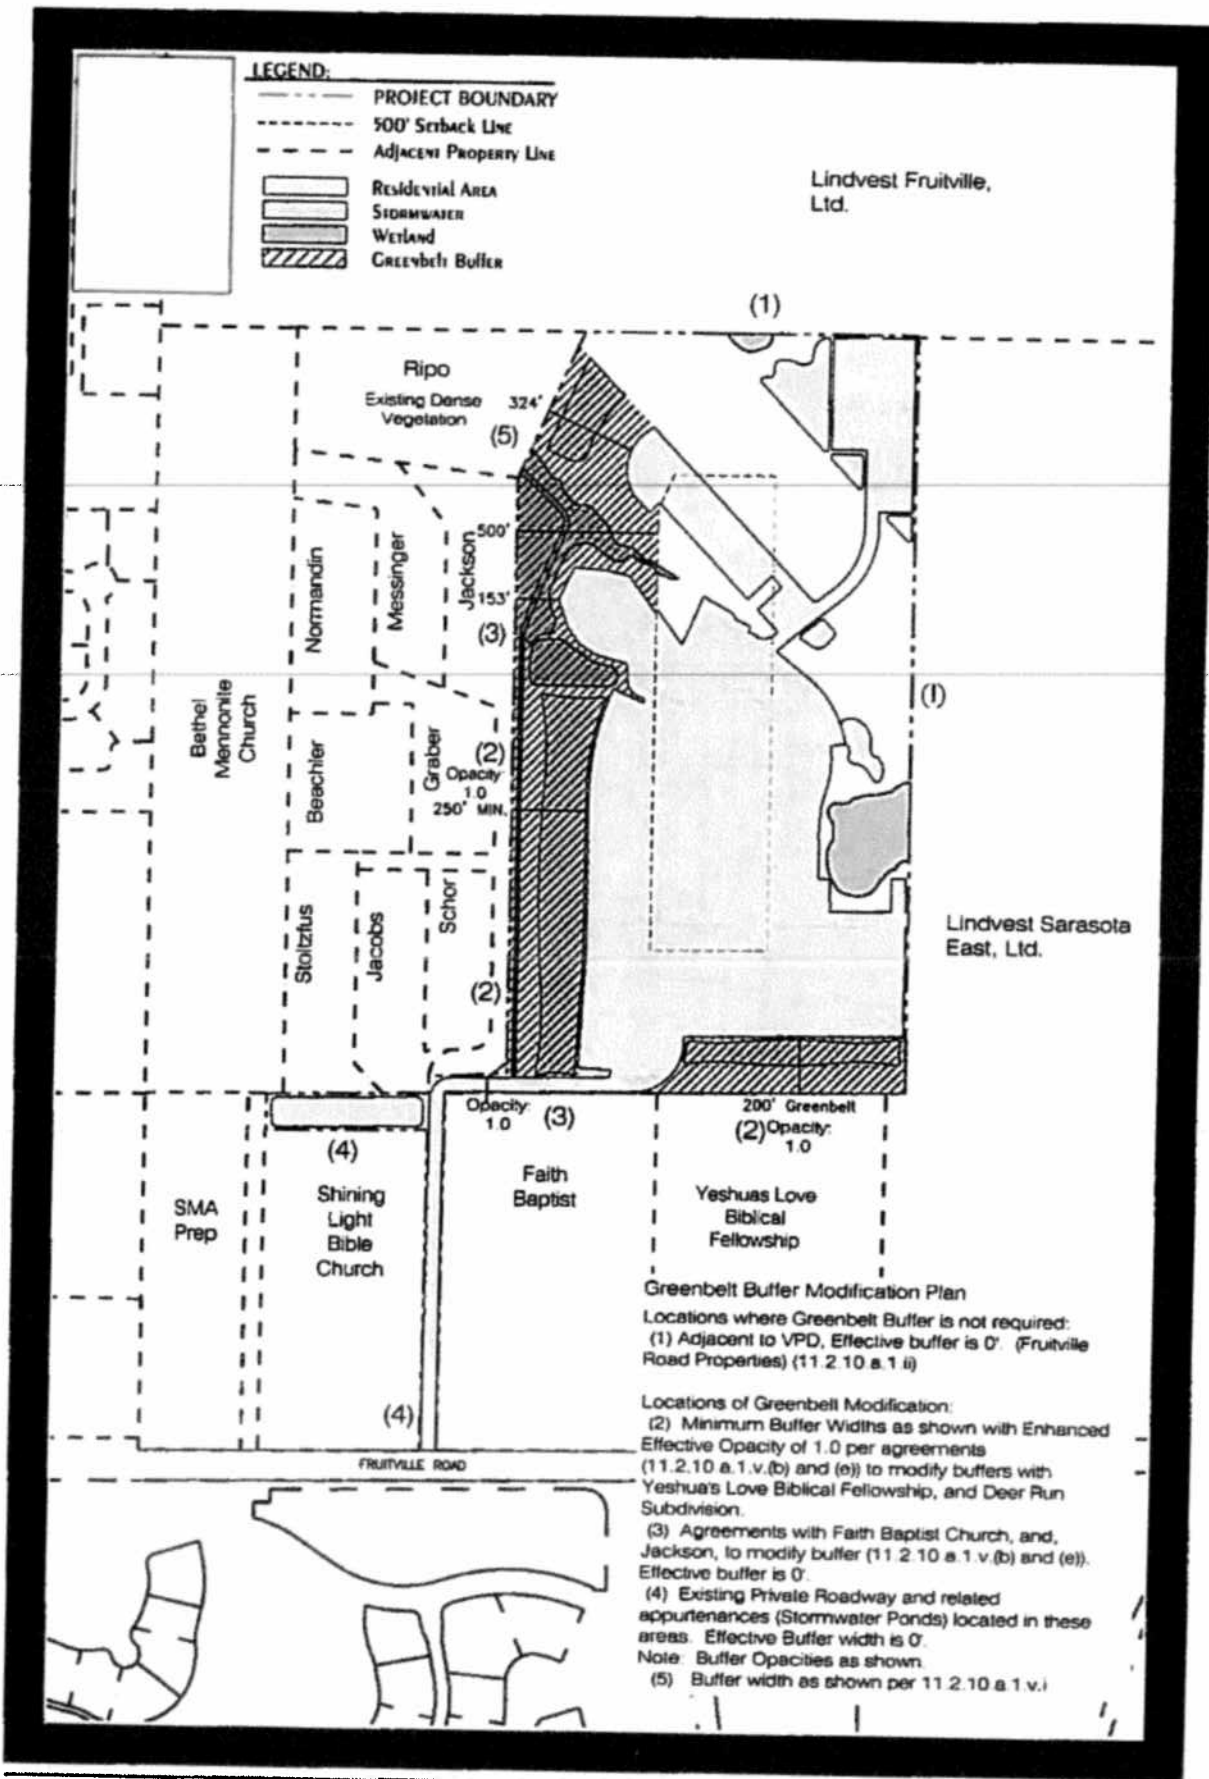 LEGEND:
PROJECT BOUNDARY
500' Setback Line
Adjacent Property Line
Residential Area
Stormwater
Wetland
Greenbelt Buffer
Lindvest Fruitville,
Ltd.
(1)
Ripo
Existing Dense
Vegetation
324'
(5)
500'
153'
(3)
Jackson
Messinger
Normandin
Bethel
Mennonite
Church
(1)
Beachler
Graber
(2)
Opacity
1.0
250' MIN.
Stoltzfus
Jacobs
Schor
(2)
Lindvest Sarasota
East, Ltd.
Opacity:
1.0
(3)
200' Greenbelt
(2) Opacity:
1.0
(4)
SMA
Prep
Shining
Light
Bible
Church
Faith
Baptist
Yeshuas Love
Biblical
Fellowship
(4)
FRUITVILLE ROAD
Greenbelt Buffer Modification Plan
Locations where Greenbelt Buffer is not required:
(1) Adjacent to VPD, Effective buffer is 0'. (Fruitville
Road Properties) (11.2.10 a.1 ii)
Locations of Greenbelt Modification:
(2) Minimum Buffer Widths as shown with Enhanced
Effective Opacity of 1.0 per agreements
(11.2.10 a.1.v.(b) and (e)) to modify buffers with
Yeshua's Love Biblical Fellowship, and Deer Run
Subdivision.
(3) Agreements with Faith Baptist Church, and,
Jackson, to modify buffer (11.2.10 a.1.v.(b) and (e)).
Effective buffer is 0'.
(4) Existing Private Roadway and related
appurtenances (Stormwater Ponds) located in these
areas. Effective Buffer width is 0'.
Note: Buffer Opacities as shown.
(5) Buffer width as shown per 11.2.10 a.1.v.i